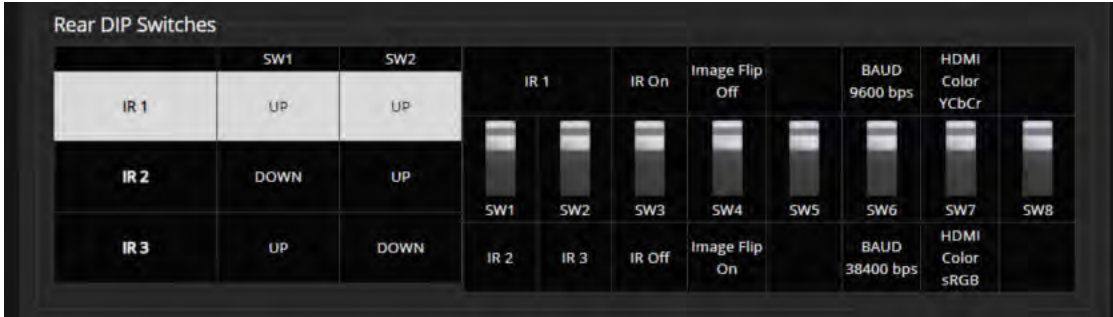 Rear DIP Switches
SW1 SW2
IR 1 UP UP
IR 2 DOWN UP
IR 3 UP DOWN
IR 1
IR On
Image Flip
Off
BAUD
9600 bps
HDMI
Color
YCbCr
SW1 SW2 SW3 SW4 SW5 SW6 SW7 SW8
IR 2
IR 3
IR Off
Image Flip
On
BAUD
38400 bps
HDMI
Color
sRGB